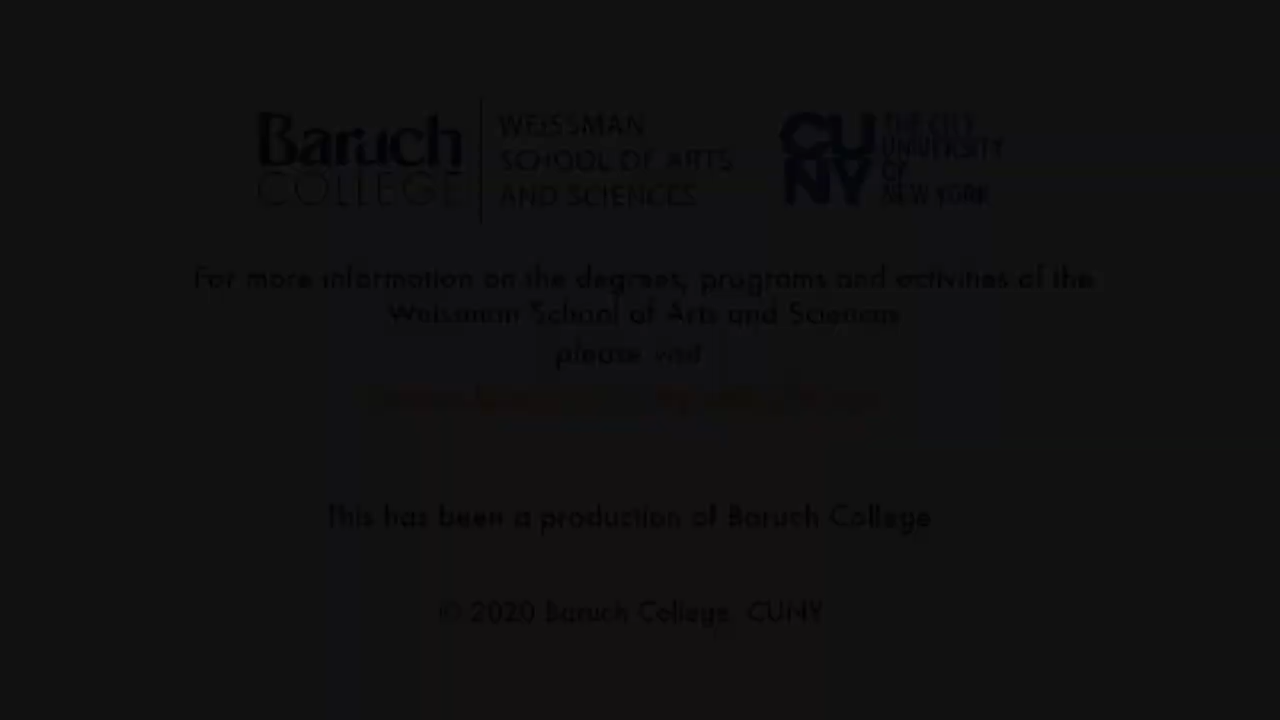 Baruch
COLLEGE
WEISSMAN
SCHOOL OF ARTS
AND SCIENCES
CU
NY
THE CITY
UNIVERSITY
OF
NEW YORK
For more information on the degrees, programs and activities of the
Weissman School of Arts and Sciences
please visit
This has been a production of Baruch College
© 2020 Baruch College, CUNY